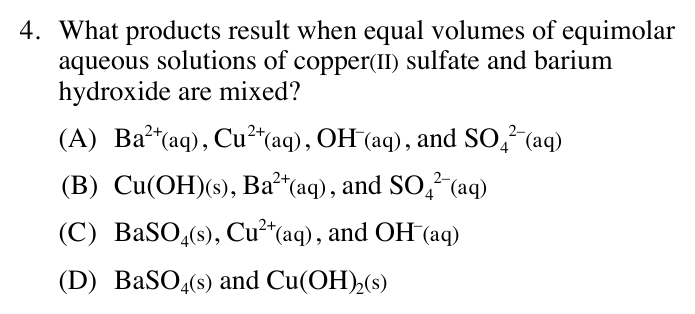 4. What products result when equal volumes of equimolar
aqueous solutions of copper(II) sulfate and barium
hydroxide are mixed?
(A) Ba²⁺(aq), Cu²⁺(aq), OH⁻(aq), and SO₄²⁻(aq)
(B) Cu(OH)(s), Ba²⁺(aq), and SO₄²⁻(aq)
(C) BaSO₄(s), Cu²⁺(aq), and OH⁻(aq)
(D) BaSO₄(s) and Cu(OH)₂(s)